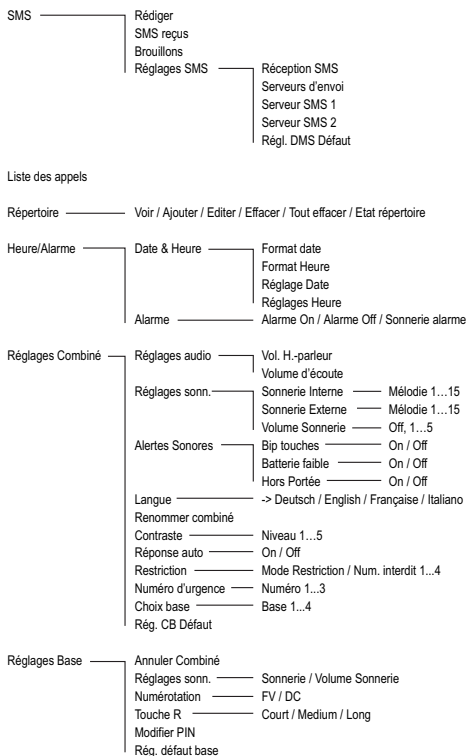 SMS Rédiger
SMS reçus
Brouillons
Réglages SMS Réception SMS
Serveurs d'envoi
Serveur SMS 1
Serveur SMS 2
Régl. DMS Défaut
Liste des appels
Répertoire Voir / Ajouter / Editer / Effacer / Tout effacer / Etat répertoire
Heure/Alarme Date & Heure Format date
Format Heure
Réglage Date
Réglages Heure
Alarme Alarme On / Alarme Off / Sonnerie alarme
Réglages Combiné Réglages audio Vol. H.-parleur
Volume d'écoute
Réglages sonn. Sonnerie Interne Mélodie 1…15
Sonnerie Externe Mélodie 1…15
Volume Sonnerie Off, 1…5
Alertes Sonores Bip touches On / Off
Batterie faible On / Off
Hors Portée On / Off
Langue -> Deutsch / English / Française / Italiano
Renommer combiné
Contraste Niveau 1…5
Réponse auto On / Off
Restriction Mode Restriction / Num. interdit 1...4
Numéro d'urgence Numéro 1...3
Choix base Base 1...4
Rég. CB Défaut
Réglages Base Annuler Combiné
Réglages sonn. Sonnerie / Volume Sonnerie
Numérotation FV / DC
Touche R Court / Medium / Long
Modifier PIN
Rég. défaut base